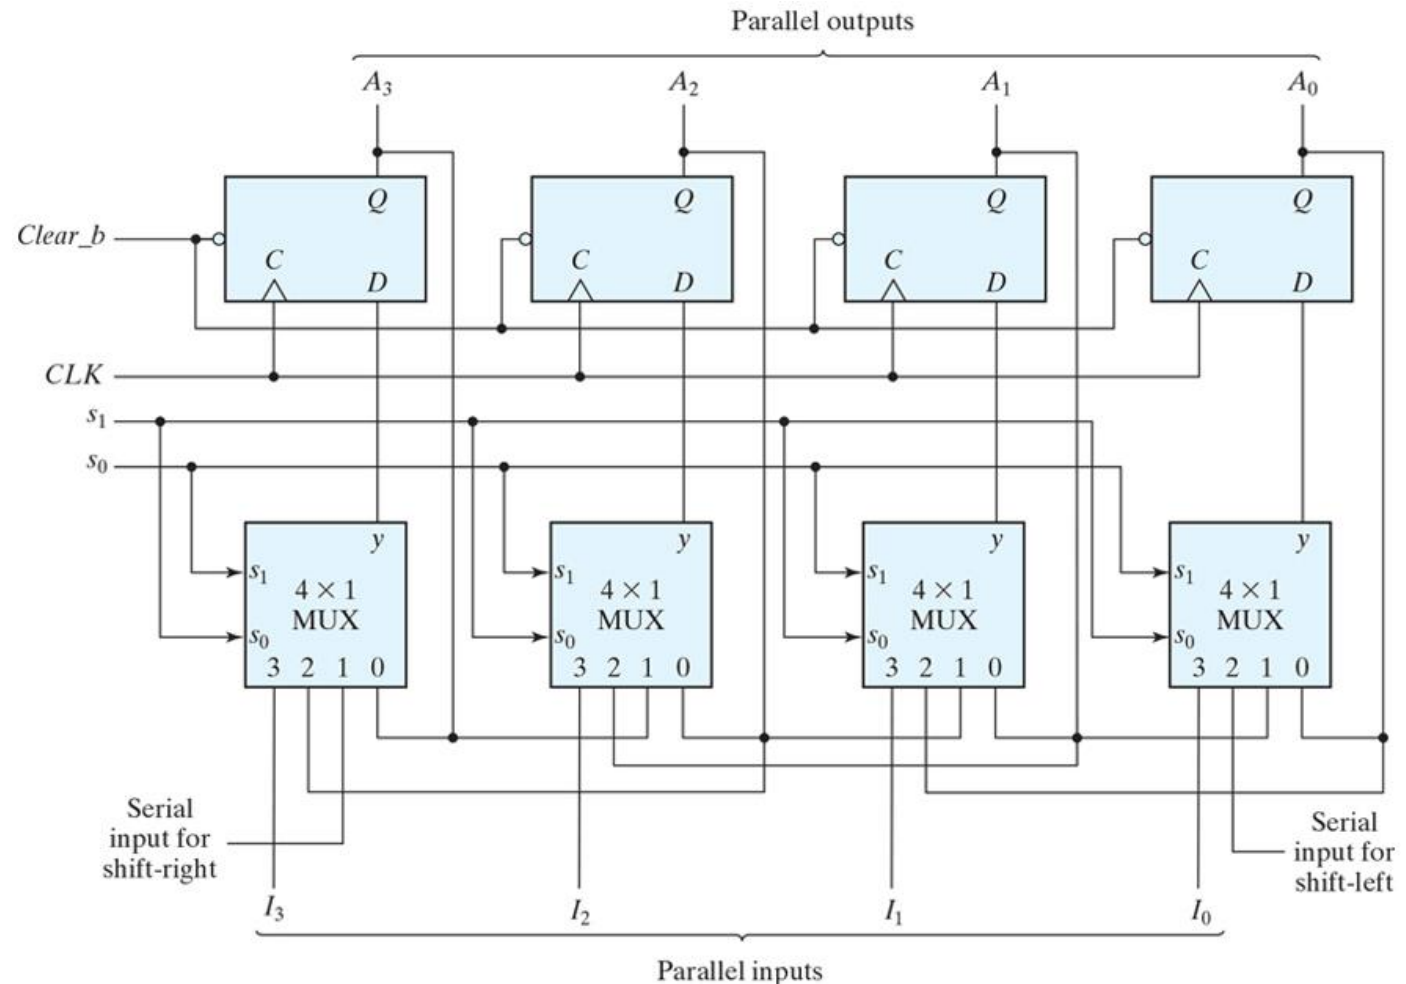 Parallel outputs
A3 A2 A1 A0
Q Q Q Q
Clear_b
C C C C
D D D D
CLK
s1
s0
y y y y
s1 s1 s1 s1
4 × 1 4 × 1 4 × 1 4 × 1
MUX MUX MUX MUX
s0 s0 s0 s0
3 2 1 0 3 2 1 0 3 2 1 0 3 2 1 0
Serial
input for
shift-right
Serial
input for
shift-left
I3 I2 I1 I0
Parallel inputs